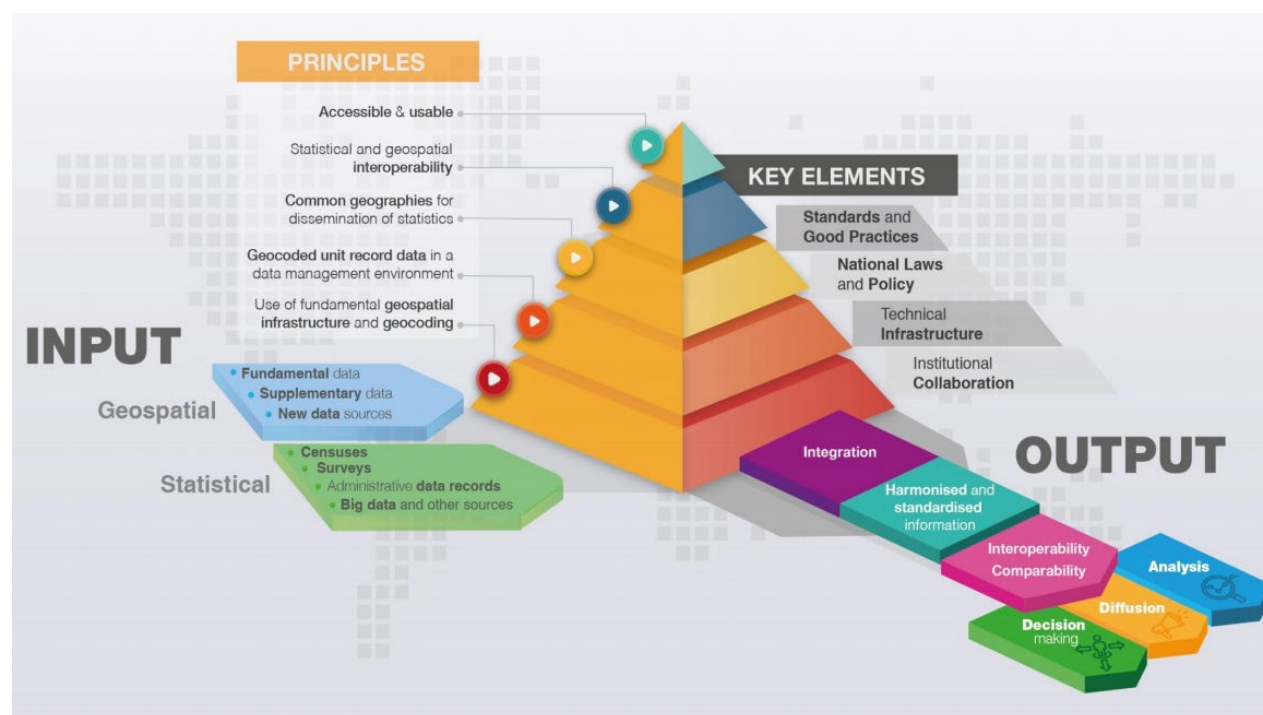 PRINCIPLES
Accessible & usable
Statistical and geospatial
interoperability
Common geographies for
dissemination of statistics
Geocoded unit record data in a
data management environment
Use of fundamental geospatial
infrastructure and geocoding
KEY ELEMENTS
Standards and
Good Practices
National Laws
and Policy
Technical
Infrastructure
Institutional
Collaboration
INPUT
Geospatial
Fundamental data
Supplementary data
New data sources
Statistical
Censuses
Surveys
Administrative data records
Big data and other sources
OUTPUT
Integration
Harmonised and
standardised
information
Interoperability
Comparability
Analysis
Diffusion
Decision
making